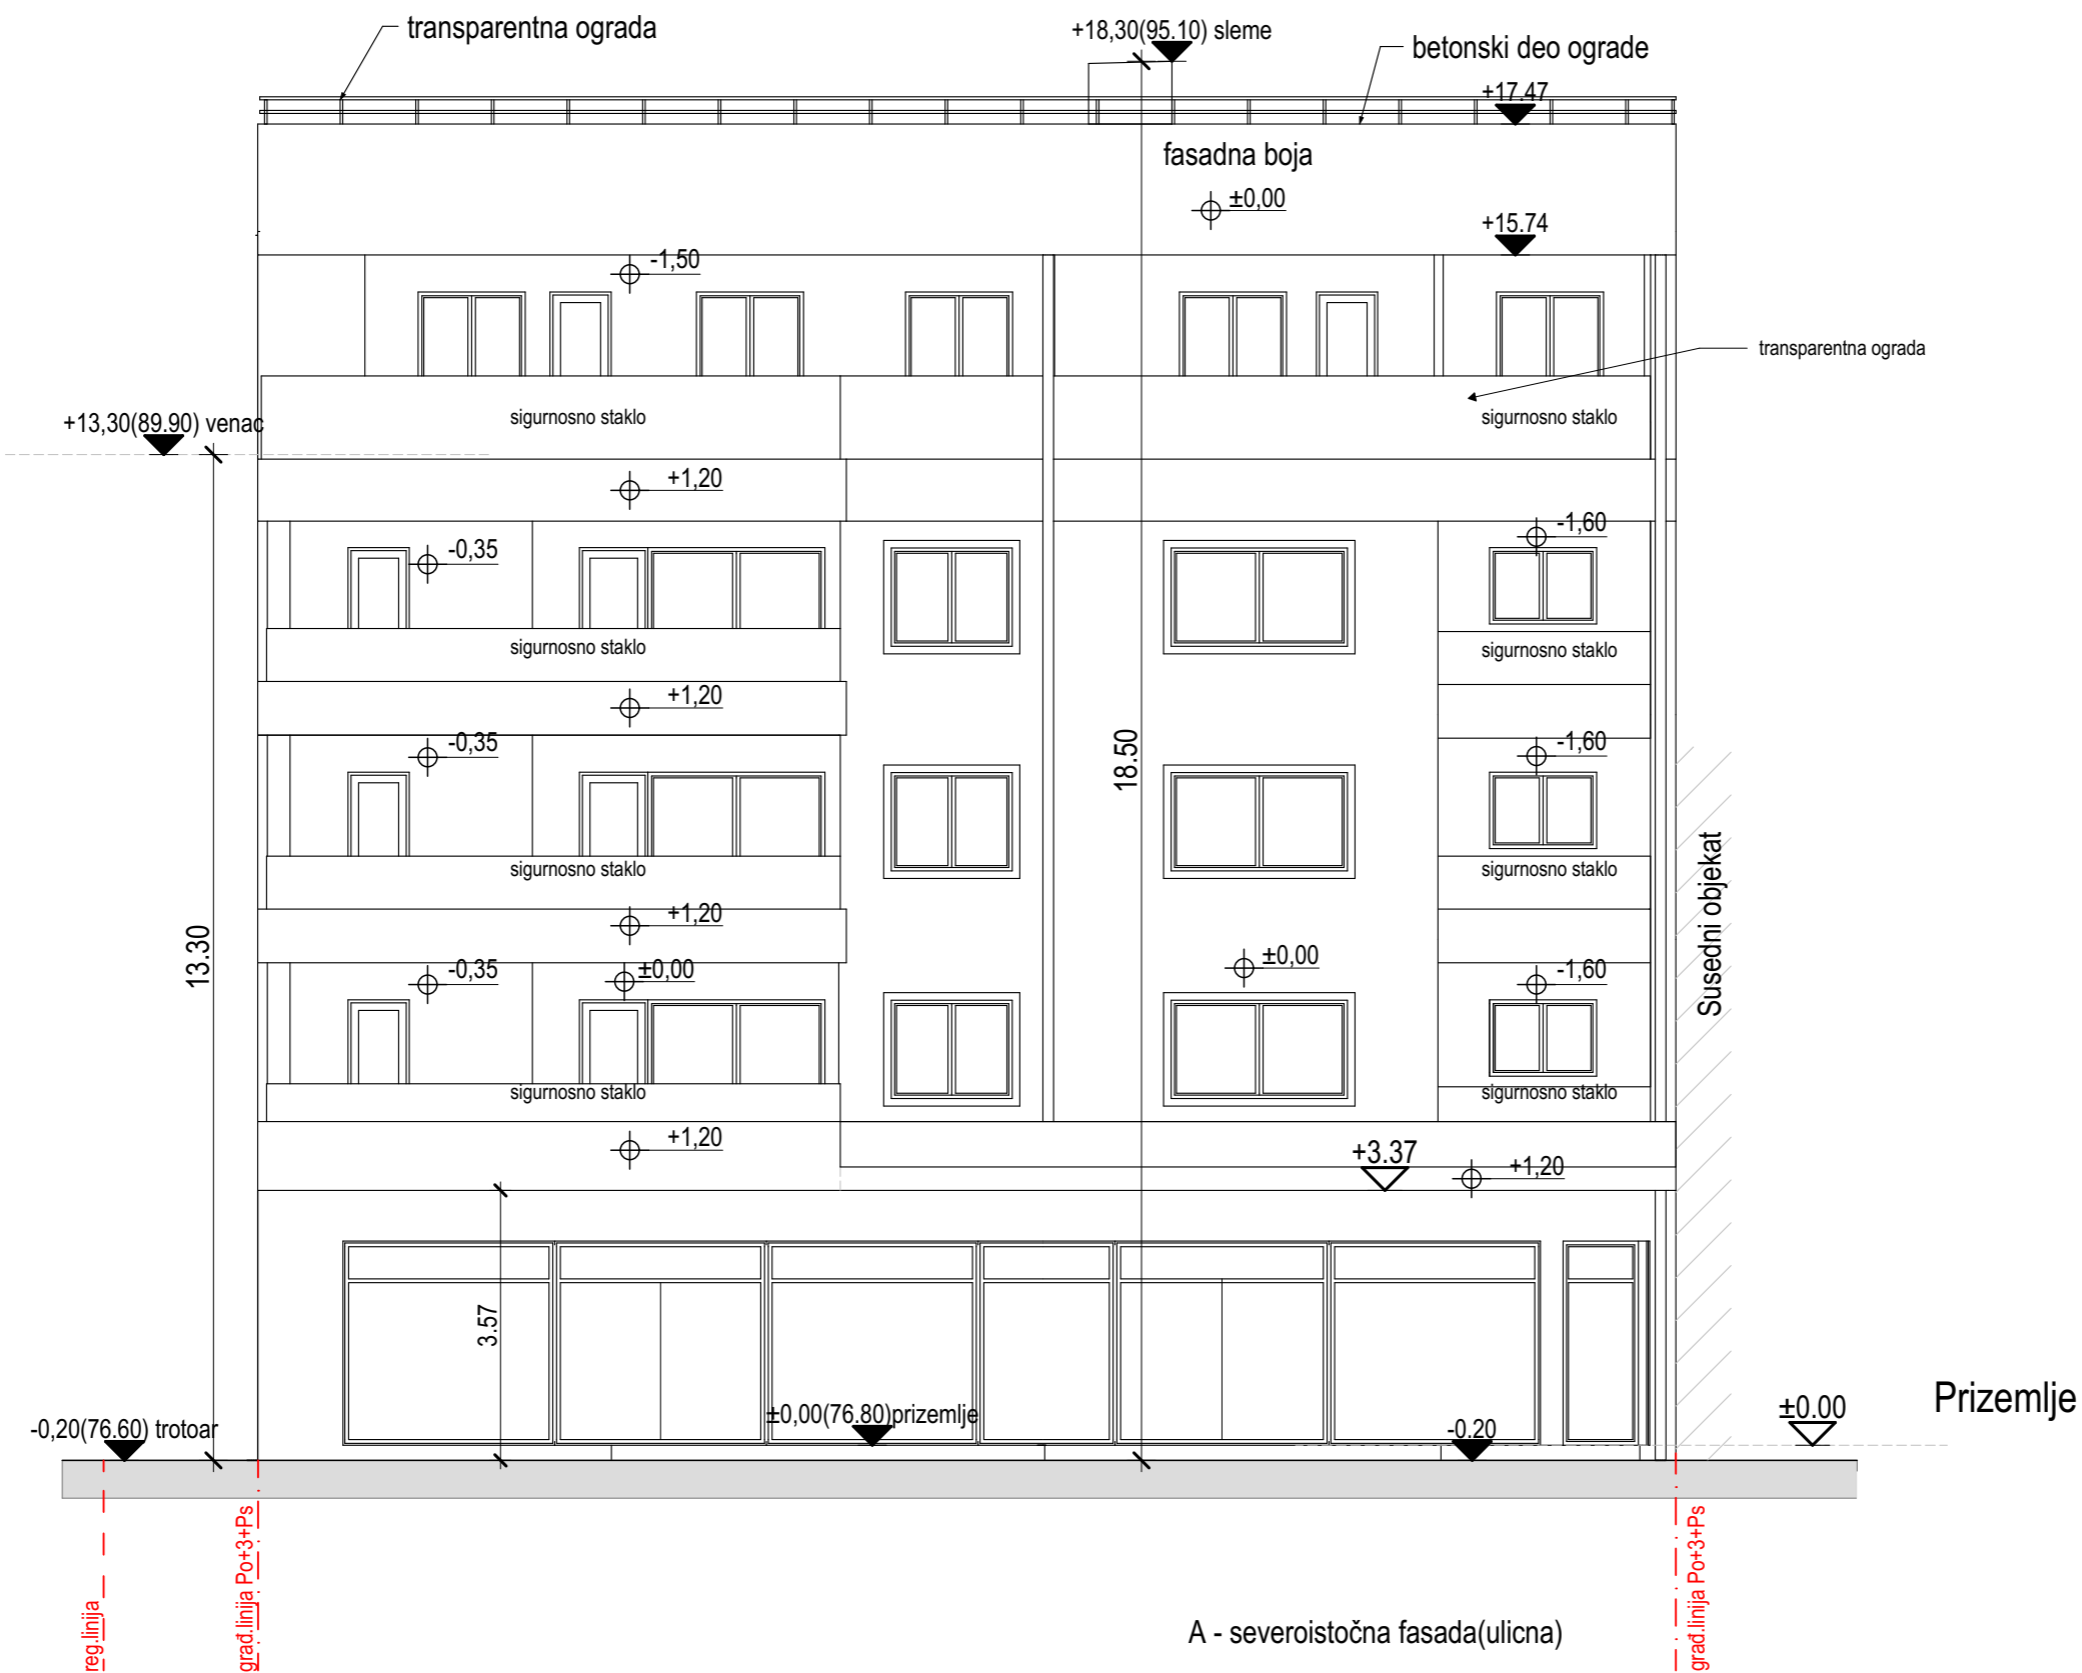 transparentna ograda
+18,30(95.10) sleme
betonski deo ograde
+17.47
fasadna boja
±0,00
+15.74
-1,50
transparentna ograda
sigurnosno staklo
sigurnosno staklo
+13,30(89.90) venac
+1,20
-1,60
-0,35
sigurnosno staklo
sigurnosno staklo
+1,20
-0,35
-1,60
18.50
sigurnosno staklo
sigurnosno staklo
Susedni objekat
+1,20
13.30
-0,35
±0,00
±0,00
-1,60
sigurnosno staklo
sigurnosno staklo
+1,20
+3.37
+1,20
3.57
Prizemlje
-0,20(76.60) trotoar
±0,00(76.80)prizemlje
-0.20
±0.00
reg.linija
građ.linija Po+3+Ps
građ.linija Po+3+Ps
A - severoistočna fasada(ulicna)